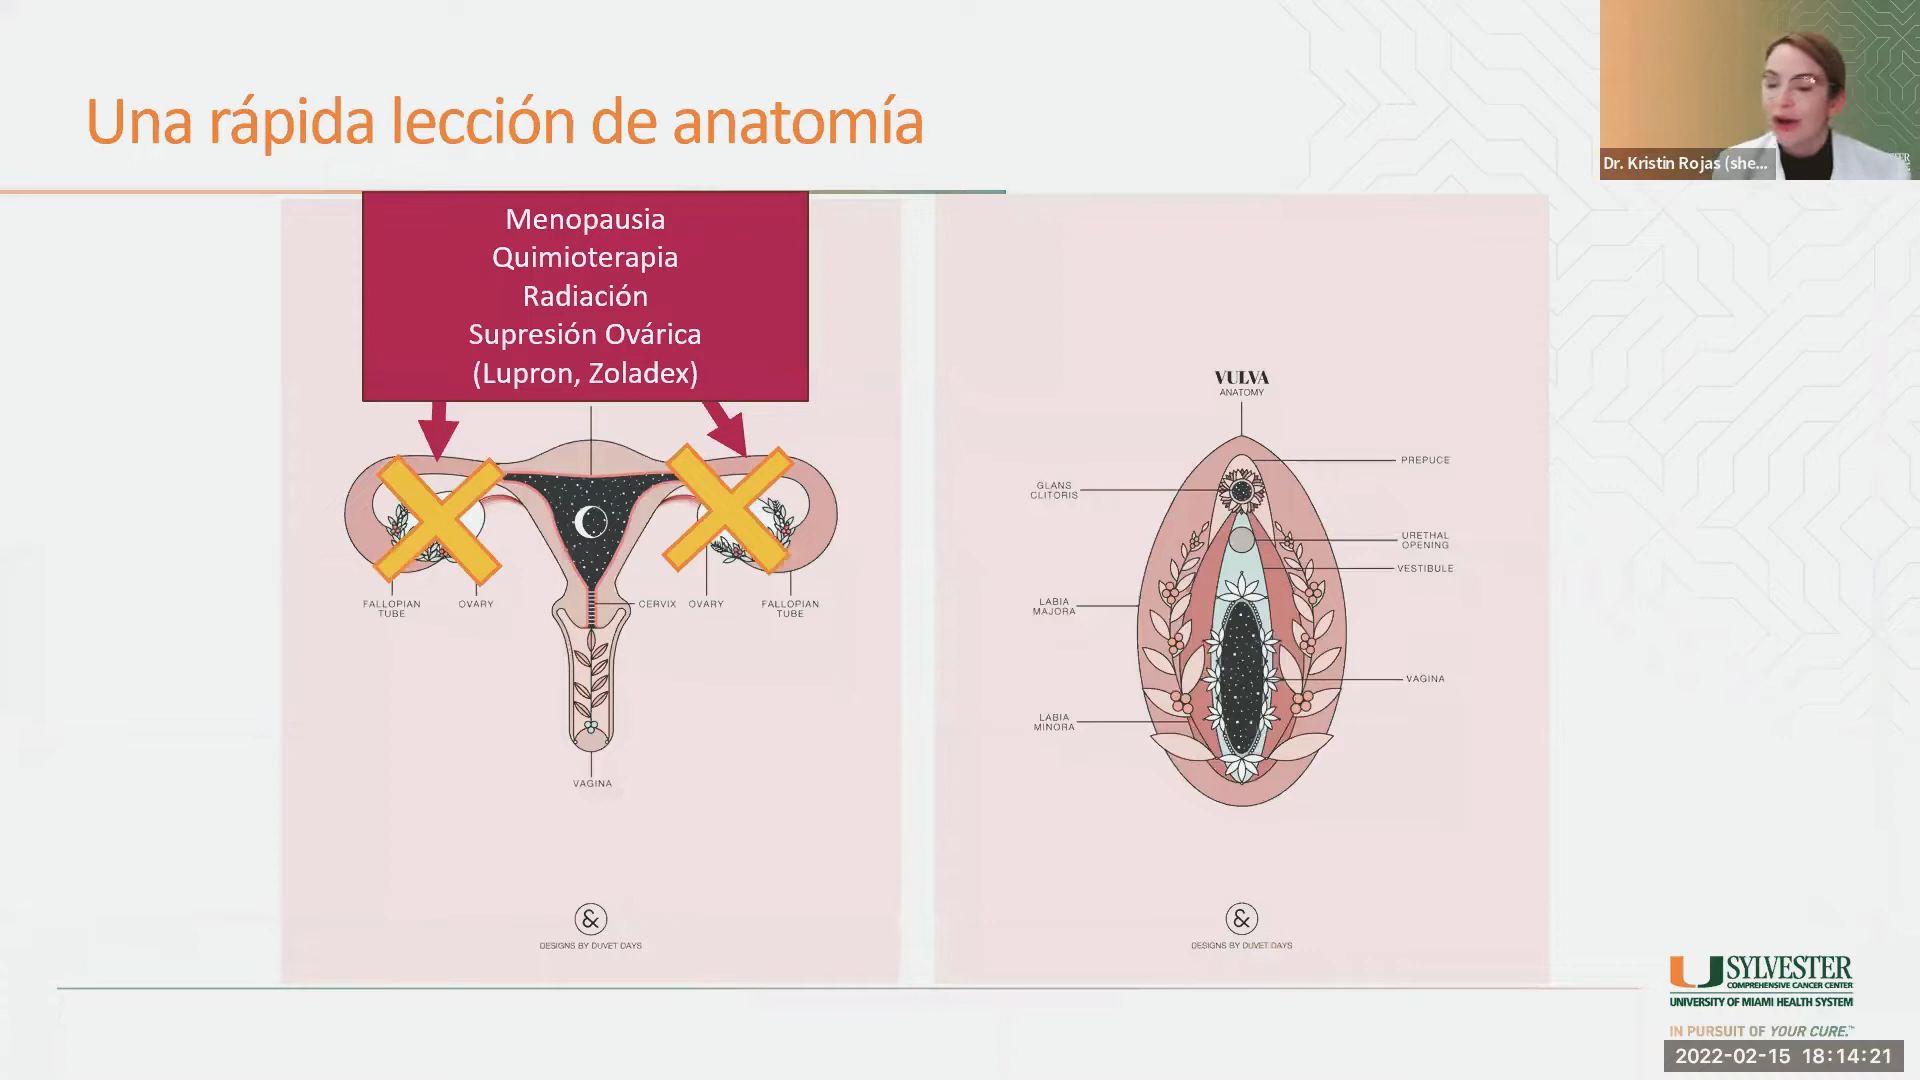 Una rápida lección de anatomía
Dr. Kristin Rojas (she...
Menopausia
Quimioterapia
Radiación
Supresión Ovárica
(Lupron, Zoladex)
FALLOPIAN
TUBE
OVARY
CERVIX
OVARY
FALLOPIAN
TUBE
VAGINA
&
DESIGNS BY DUVET DAYS
VULVA
ANATOMY
PREPUCE
GLANS
CLITORIS
URETHAL
OPENING
VESTIBULE
LABIA
MAJORA
VAGINA
LABIA
MINORA
&
DESIGNS BY DUVET DAYS
SYLVESTER
COMPREHENSIVE CANCER CENTER
UNIVERSITY OF MIAMI HEALTH SYSTEM
IN PURSUIT OF YOUR CURE.™
2022-02-15 18:14:21